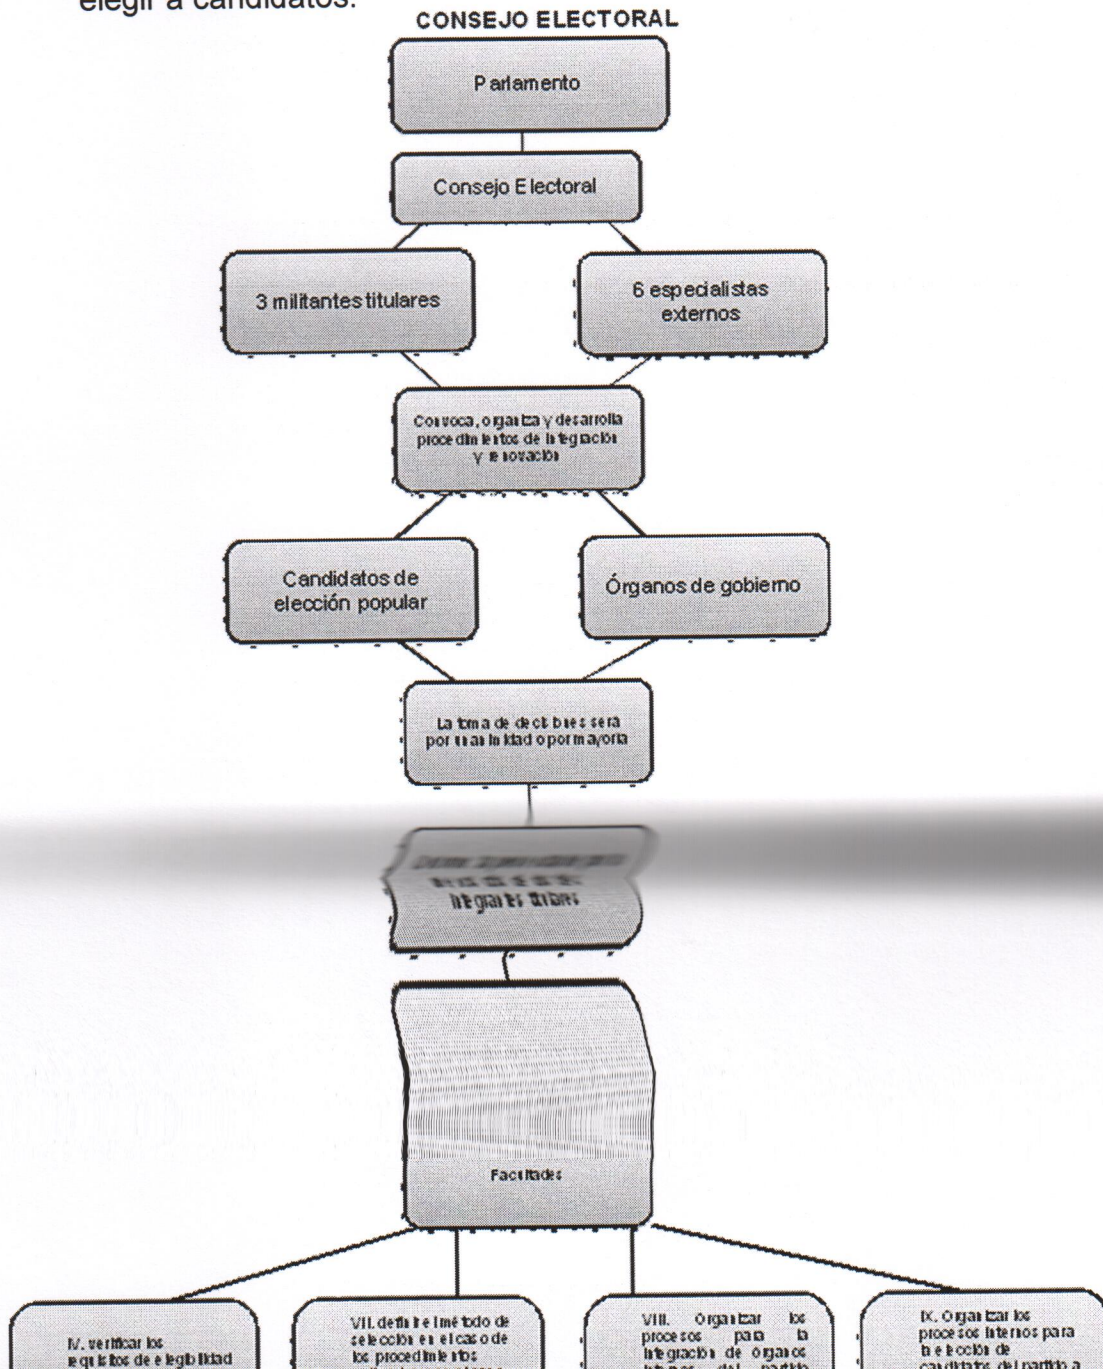 elegir a candidatos.
CONSEJO ELECTORAL
Parlamento
Consejo Electoral
3 militantes titulares
6 especialistas
externos
Convoca, organiza y desarrolla
procedimientos de integración
y renovación
Candidatos de
elección popular
Órganos de gobierno
La toma de decisiones será
por unanimidad o por mayoría
integrantes titulares
Facultades
IV. verificar los
requisitos de elegibilidad
VII. definir el método de
selección en el caso de
los procedimientos
VIII. Organizar los
procesos para la
integración de órganos
internos del partido
IX. Organizar los
procesos internos para
la elección de
candidatos del partido a